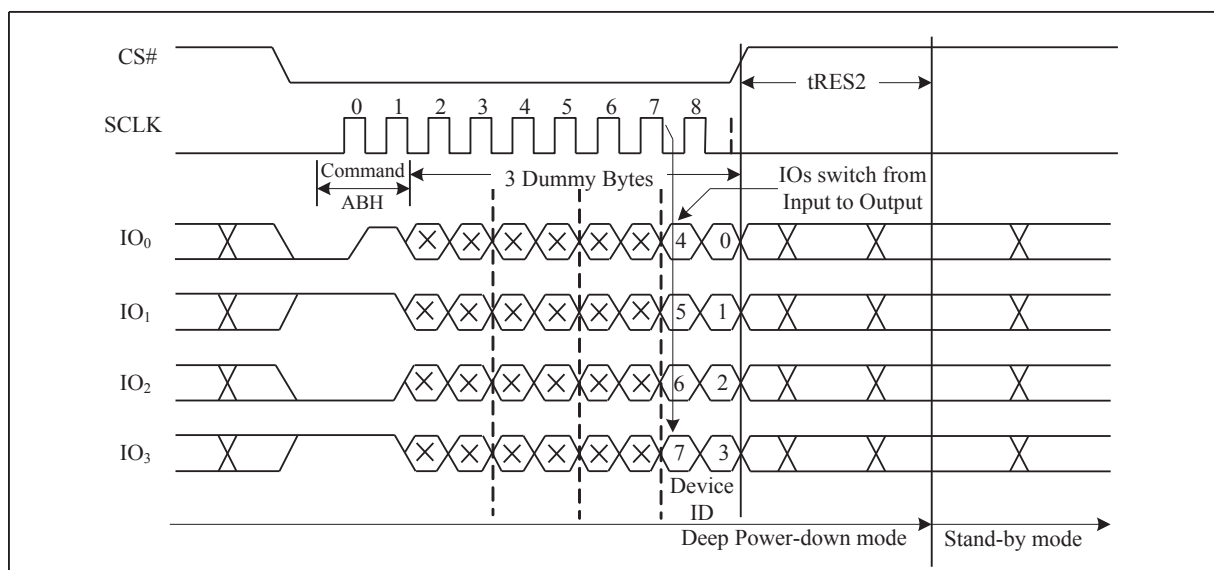 CS#
tRES2
0 1 2 3 4 5 6 7 8
SCLK
Command
ABH
3 Dummy Bytes
IOs switch from
Input to Output
IO0 4 0
IO1 5 1
IO2 6 2
IO3 7 3
Device
ID
Deep Power-down mode Stand-by mode